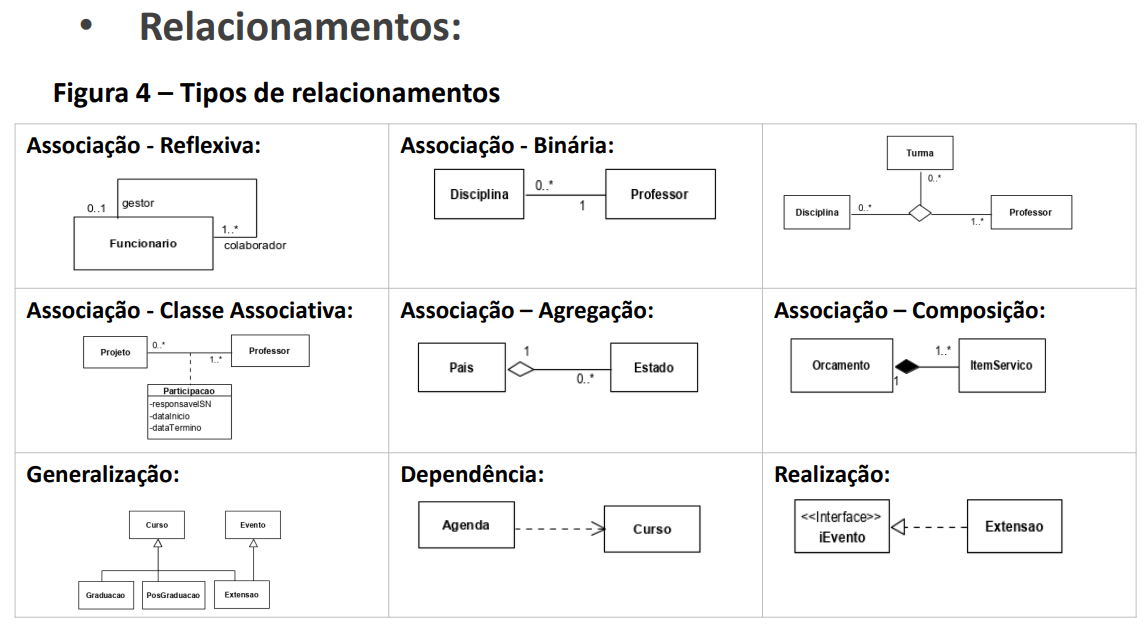 • Relacionamentos:
Figura 4 – Tipos de relacionamentos
Associação - Reflexiva:
gestor
0..1
1..*
Funcionario
colaborador
Associação - Binária:
Disciplina
0..*
1
Professor
Turma
0..*
Disciplina
0..*
1..*
Professor
Associação - Classe Associativa:
Projeto
0..*
1..*
Professor
Participacao
-responsavelSN
-dataInicio
-dataTermino
Associação – Agregação:
Pais
1
0..*
Estado
Associação – Composição:
Orcamento
1
1..*
ItemServico
Generalização:
Curso
Evento
Graduacao
PosGraduacao
Extensao
Dependência:
Agenda
Curso
Realização:
<<Interface>>
iEvento
Extensao